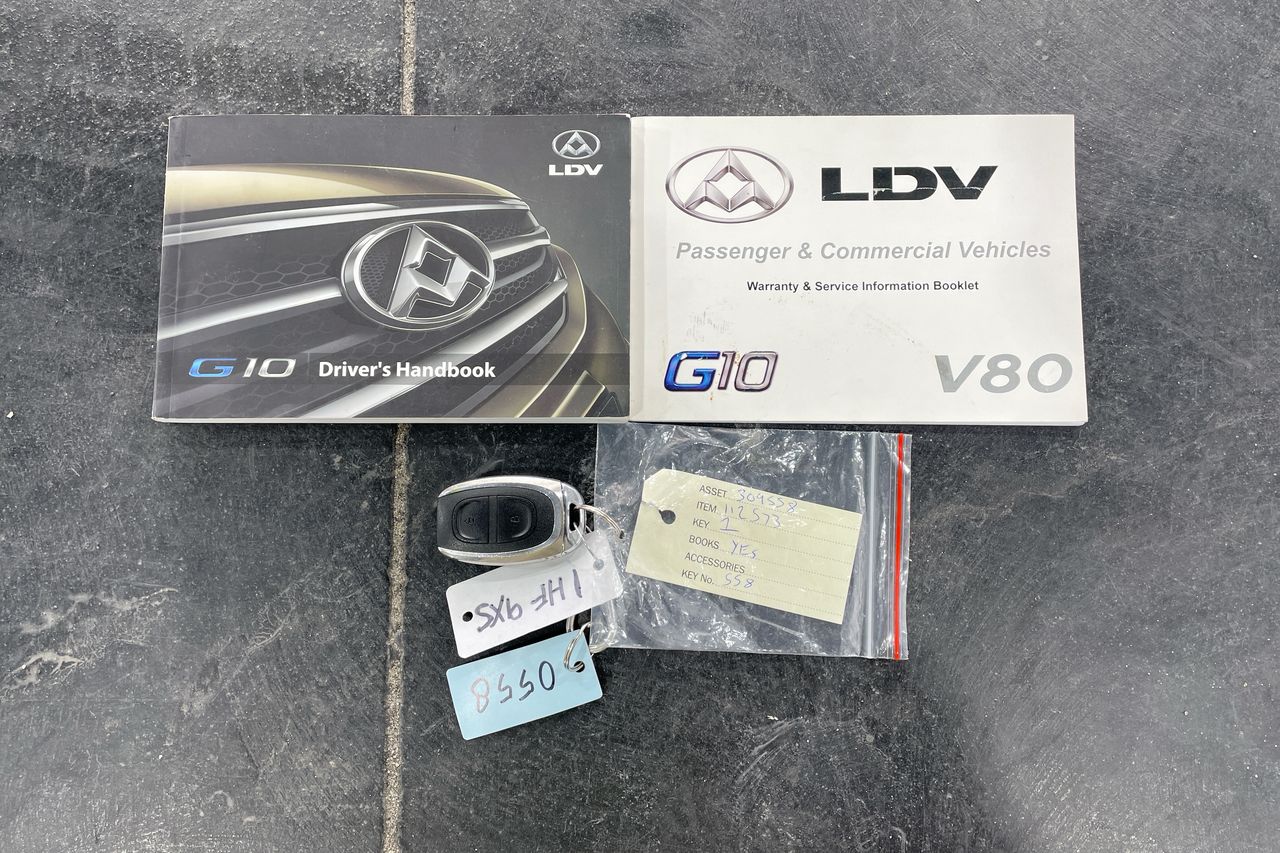 LDV
G10 Driver's Handbook
LDV
Passenger & Commercial Vehicles
Warranty & Service Information Booklet
G10
V80
ASSET 309558
ITEM 112573
KEY 1
BOOKS YES
ACCESSORIES
KEY No. 558
1HF 9XS
0558